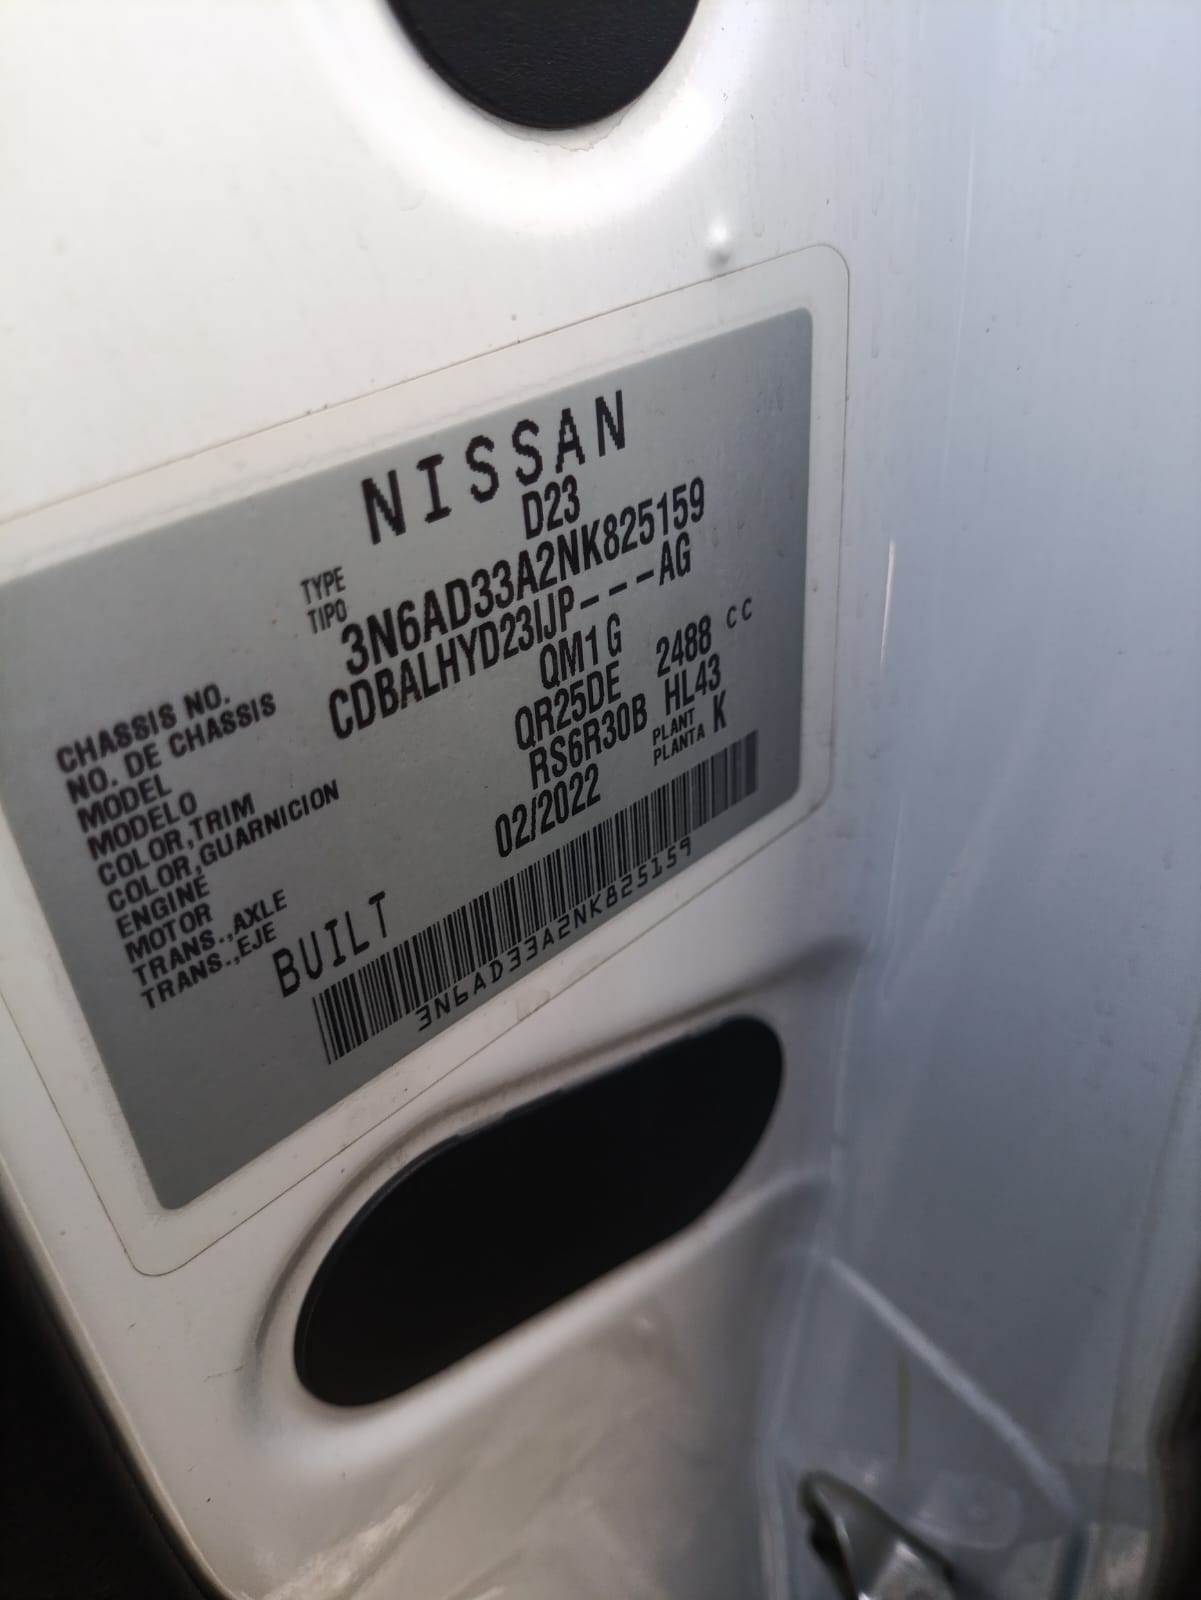 NISSAN
TYPE
TIPO D23
CHASSIS NO.
NO. DE CHASSIS 3N6AD33A2NK825159
MODEL
MODELO CDBALHYD23IJP---AG
COLOR,TRIM
COLOR,GUARNICION QM1 G
ENGINE
MOTOR QR25DE 2488 CC
TRANS.,AXLE
TRANS.,EJE RS6R30B HL43
PLANT
PLANTA K
BUILT 02/2022
3N6AD33A2NK825159